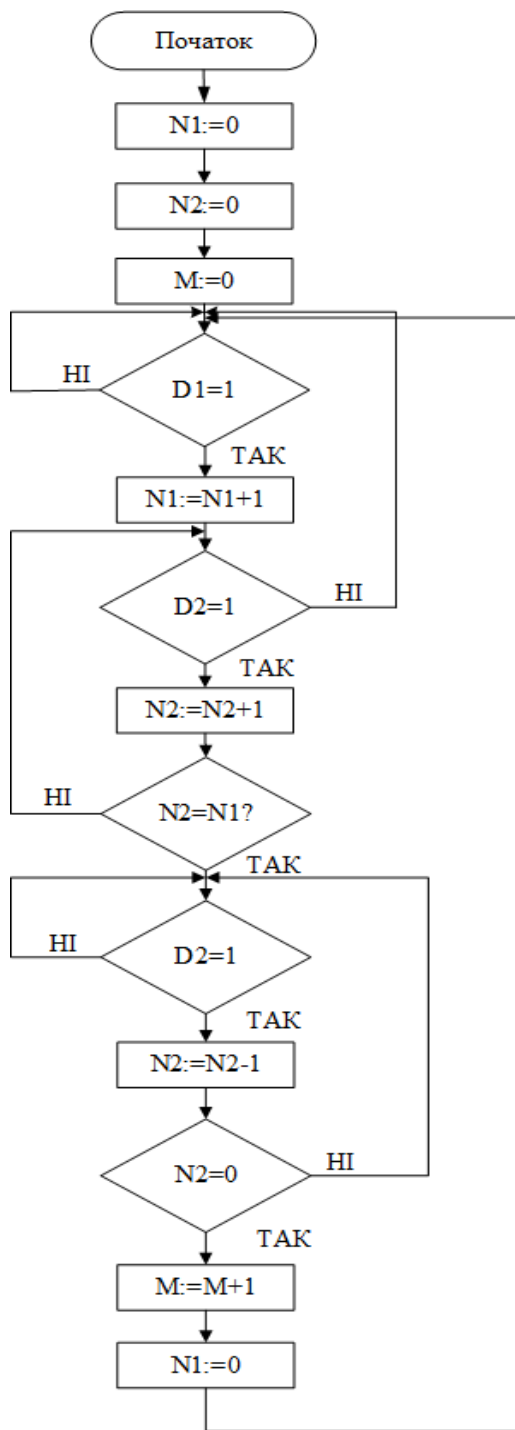 Початок
N1:=0
N2:=0
M:=0
НІ
D1=1
ТАК
N1:=N1+1
D2=1
НІ
ТАК
N2:=N2+1
НІ
N2=N1?
ТАК
НІ
D2=1
ТАК
N2:=N2-1
N2=0
НІ
ТАК
M:=M+1
N1:=0